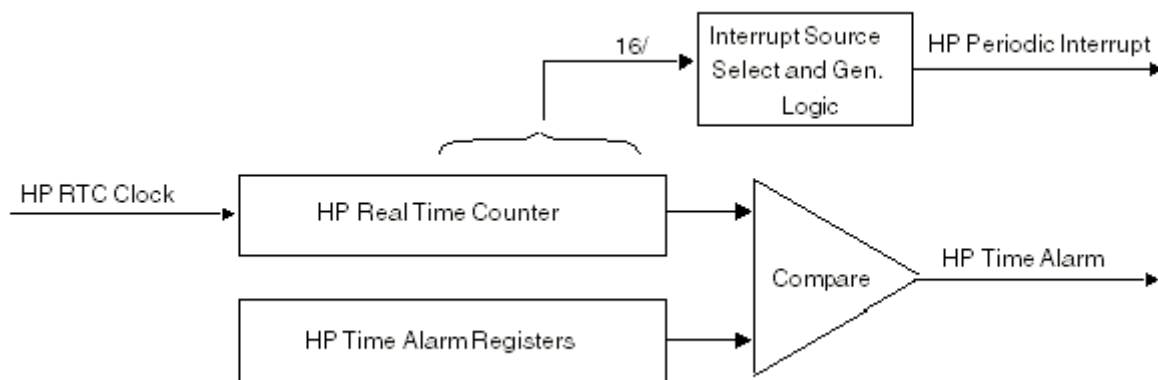 16/
Interrupt Source
Select and Gen.
Logic
HP Periodic Interrupt
HP RTC Clock
HP Real Time Counter
Compare
HP Time Alarm
HP Time Alarm Registers